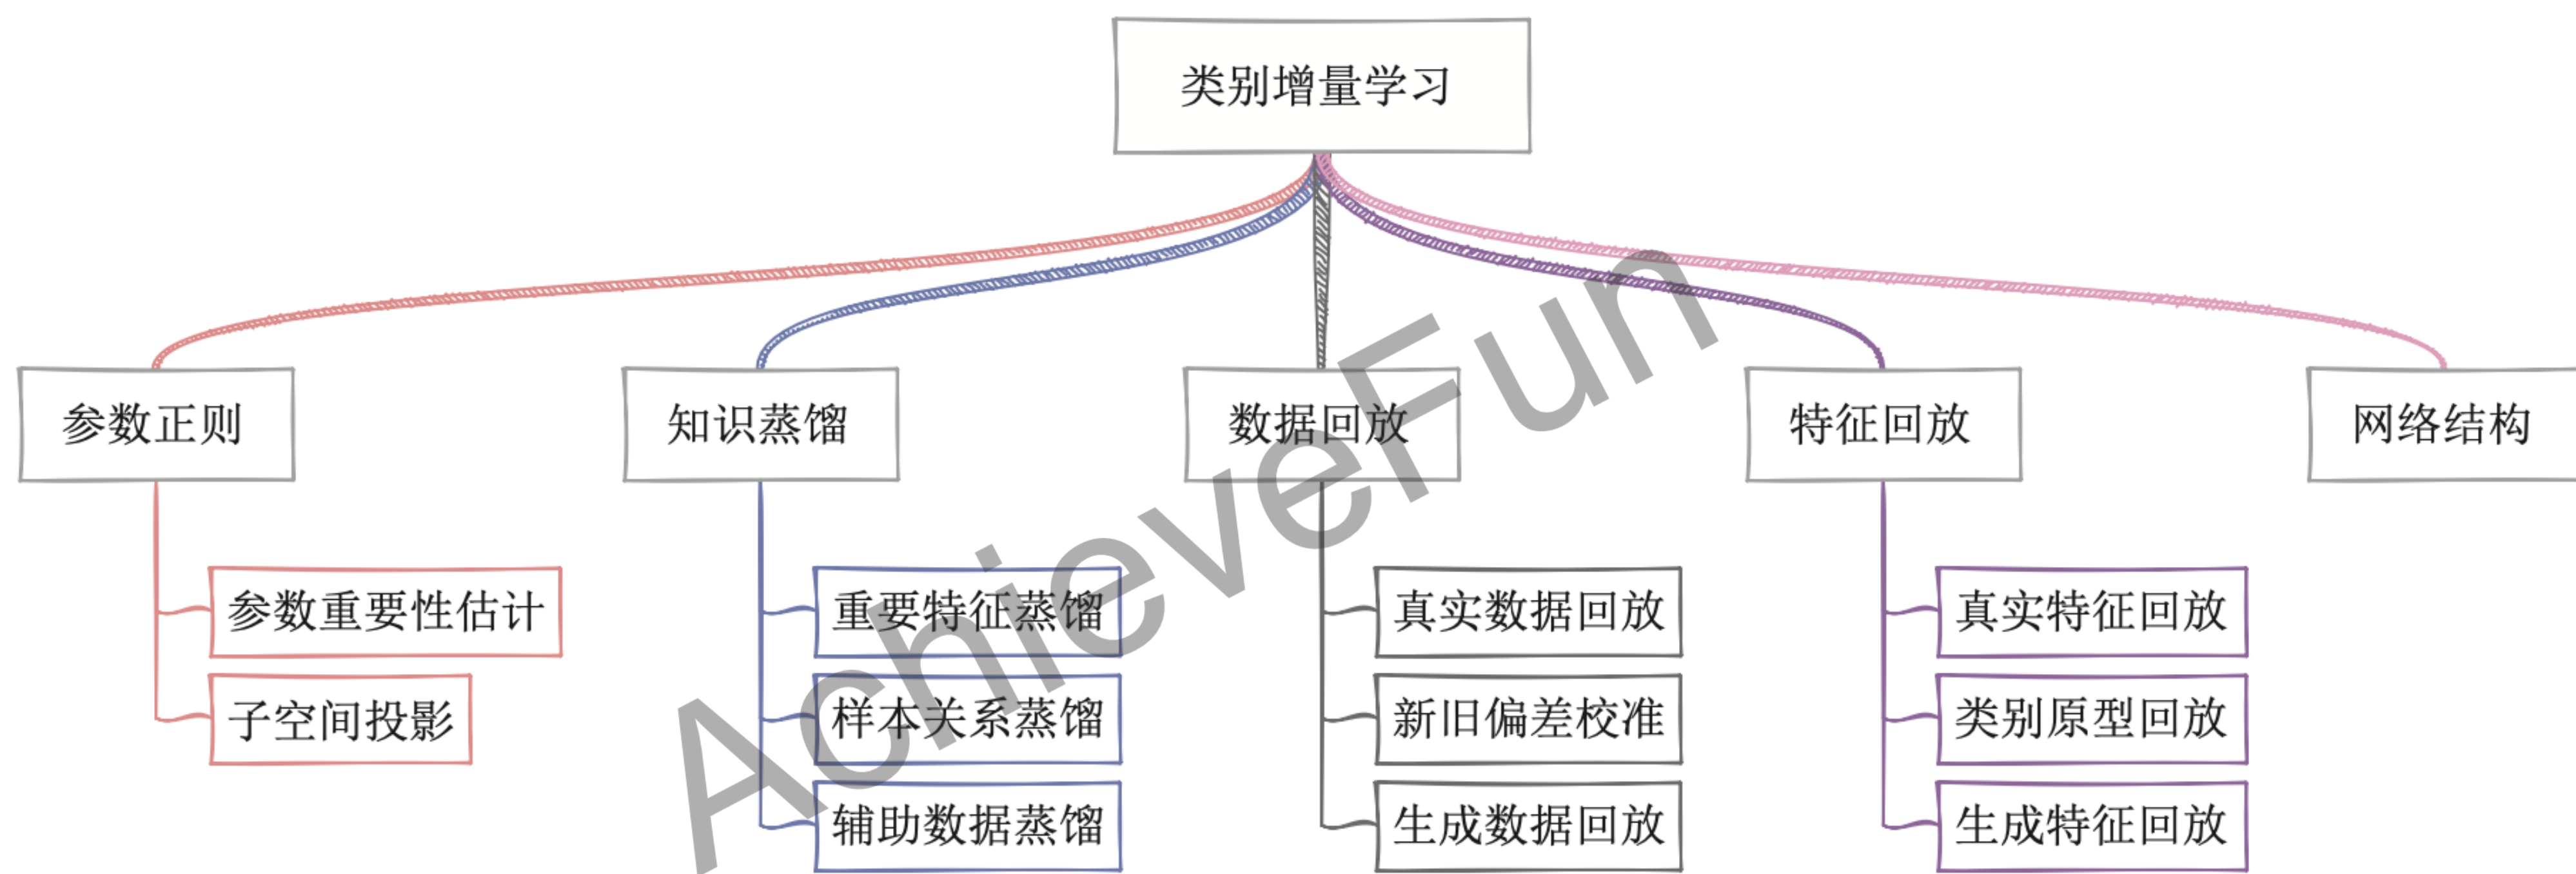 类别增量学习
参数正则
知识蒸馏
数据回放
特征回放
网络结构
参数重要性估计
子空间投影
重要特征蒸馏
样本关系蒸馏
辅助数据蒸馏
真实数据回放
新旧偏差校准
生成数据回放
真实特征回放
类别原型回放
生成特征回放
AchieveFun